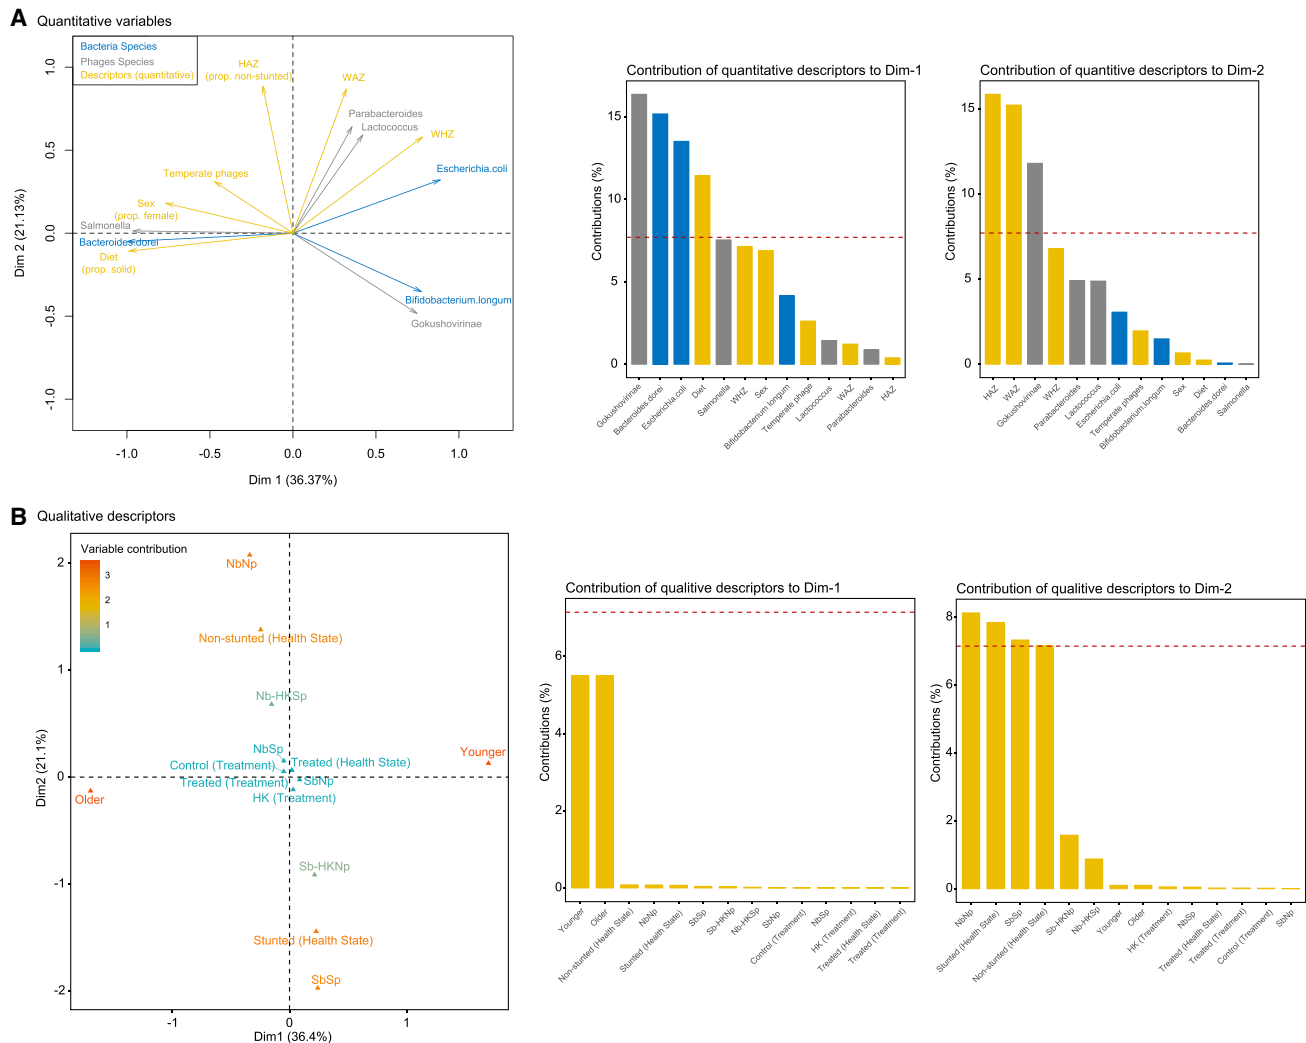 A Quantitative variables
Bacteria Species
Phages Species
Descriptors (quantitative)
HAZ
(prop. non-stunted)
WAZ
Parabacteroides
Lactococcus
WHZ
Escherichia.coli
Temperate phages
Sex
(prop. female)
Salmonella
Bacteroides.dorei
Diet
(prop. solid)
Bifidobacterium.longum
Gokushovirinae
1.0
0.5
0.0
-0.5
-1.0
Dim 2 (21.13%)
-1.0 -0.5 0.0 0.5 1.0
Dim 1 (36.37%)
Contribution of quantitative descriptors to Dim-1
Contributions (%)
15
10
5
0
Gokushovirinae
Bacteroides.dorei
Escherichia.coli
Diet
Salmonella
WHZ
Sex
Bifidobacterium.longum
Temperate phage
Lactococcus
WAZ
Parabacteroides
HAZ
Contribution of quantitive descriptors to Dim-2
Contributions (%)
15
10
5
0
HAZ
WAZ
Gokushovirinae
WHZ
Parabacteroides
Lactococcus
Escherichia.coli
Temperate phages
Bifidobacterium.longum
Sex
Diet
Bacteroides.dorei
Salmonella
B Qualitative descriptors
Variable contribution
3
2
1
NbNp
Non-stunted (Health State)
Nb-HKSp
NbSp
Control (Treatment)
Treated (Health State)
Treated (Treatment)
SbNp
HK (Treatment)
Younger
Older
Sb-HKNp
Stunted (Health State)
SbSp
2
1
0
-1
-2
Dim2 (21.1%)
-1 0 1
Dim1 (36.4%)
Contribution of qualitive descriptors to Dim-1
Contributions (%)
6
4
2
0
Younger
Older
Non-stunted (Health State)
NbNp
Stunted (Health State)
SbSp
Sb-HKNp
Nb-HKSp
SbNp
Control (Treatment)
NbSp
HK (Treatment)
Treated (Health State)
Treated (Treatment)
Contribution of qualitive descriptors to Dim-2
Contributions (%)
8
6
4
2
0
NbNp
Stunted (Health State)
SbSp
Non-stunted (Health State)
Sb-HKNp
Nb-HKSp
Younger
Older
HK (Treatment)
NbSp
Treated (Health State)
Treated (Treatment)
Control (Treatment)
SbNp